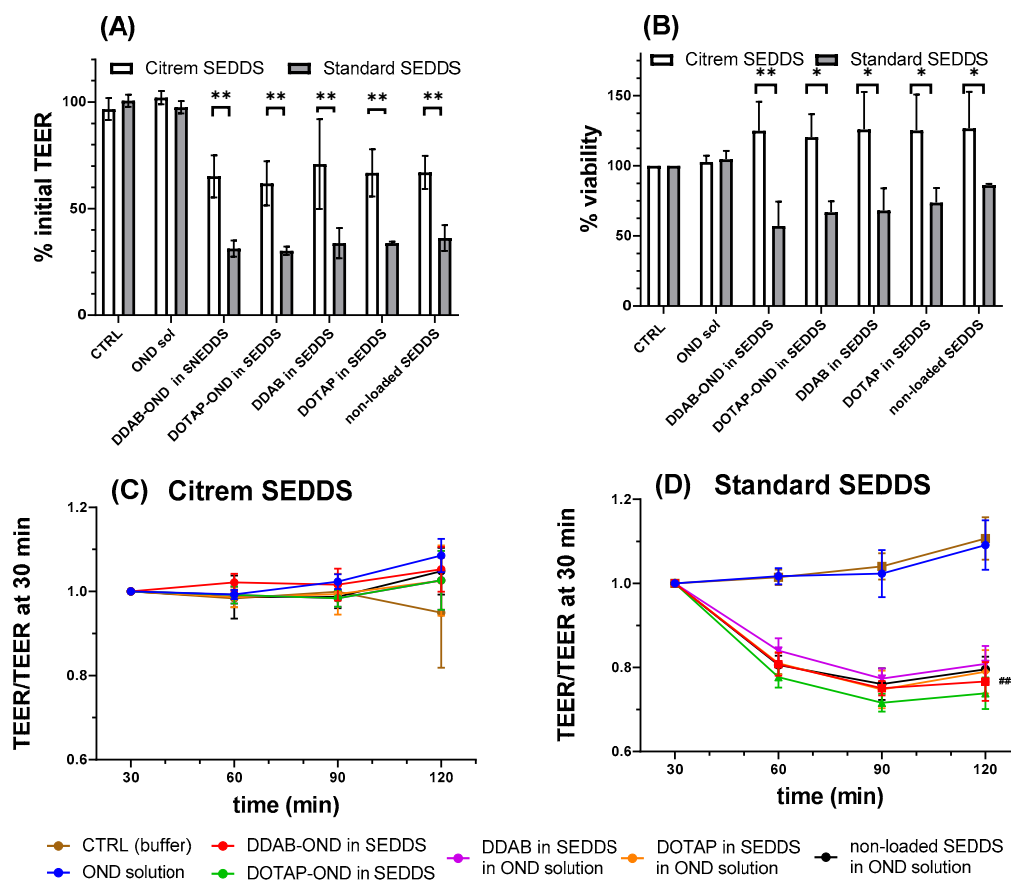 (A)
Citrem SEDDS
Standard SEDDS
% initial TEER
100
50
0
** ** ** ** **
CTRL
OND sol
DDAB-OND in sNEDDS
DOTAP-OND in SEDDS
DDAB in SEDDS
DOTAP in SEDDS
non-loaded SEDDS
(B)
Citrem SEDDS
Standard SEDDS
% viability
150
100
50
0
** * * * *
CTRL
OND sol
DDAB-OND in SEDDS
DOTAP-OND in SEDDS
DDAB in SEDDS
DOTAP in SEDDS
non-loaded SEDDS
(C) Citrem SEDDS
TEER/TEER at 30 min
1.2
1.0
0.8
0.6
30 60 90 120
time (min)
(D) Standard SEDDS
TEER/TEER at 30 min
1.2
1.0
0.8
0.6
##
30 60 90 120
time (min)
CTRL (buffer)
OND solution
DDAB-OND in SEDDS
DOTAP-OND in SEDDS
DDAB in SEDDS
in OND solution
DOTAP in SEDDS
in OND solution
non-loaded SEDDS
in OND solution